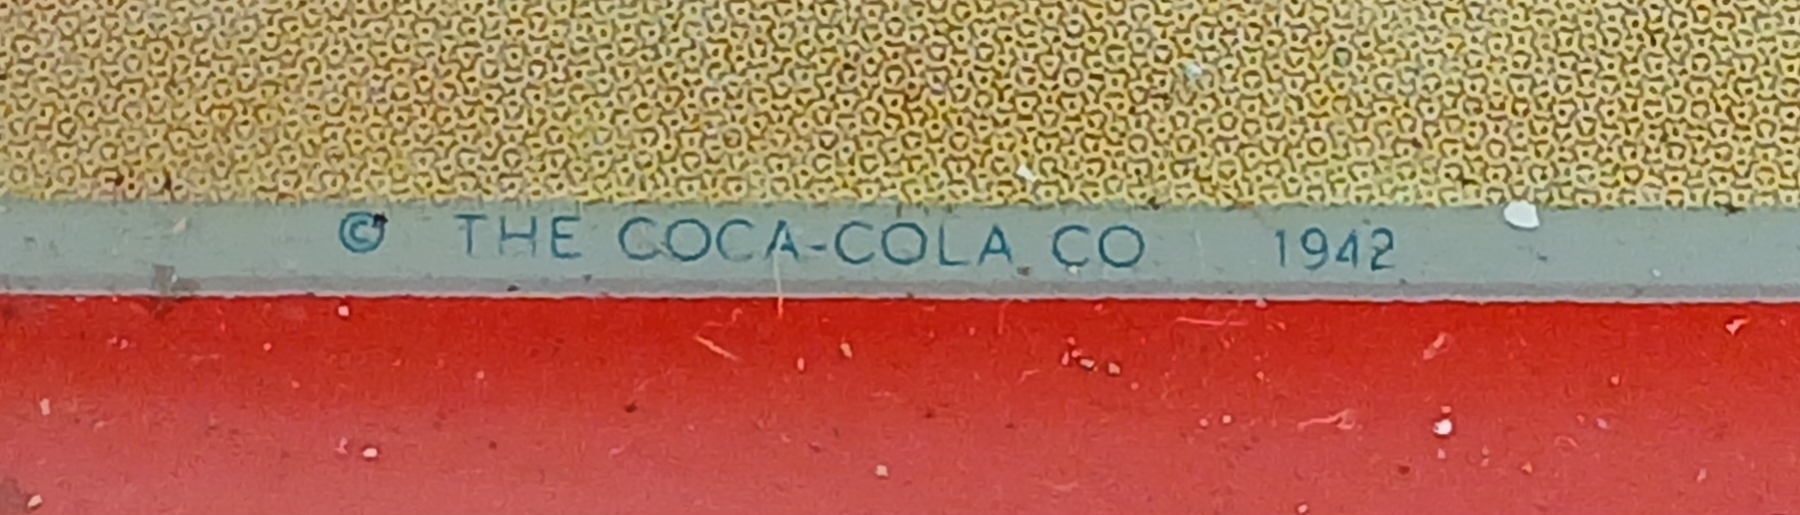 © THE COCA-COLA CO 1942